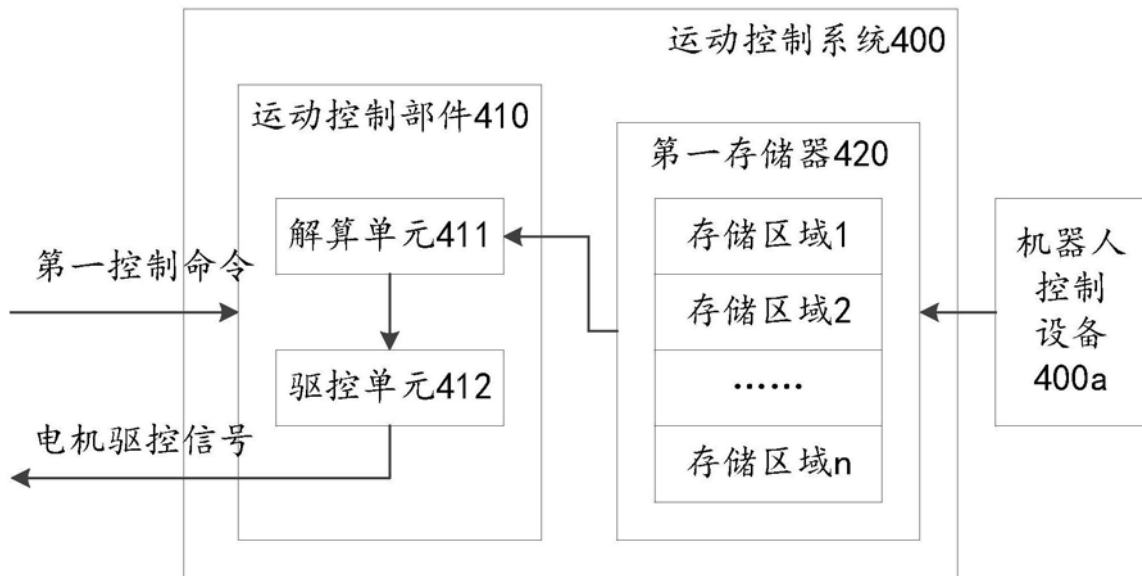 运动控制系统400
运动控制部件410
第一存储器420
解算单元411
存储区域1
机器人
控制
设备
400a
第一控制命令
存储区域2
驱控单元412
……
电机驱控信号
存储区域n